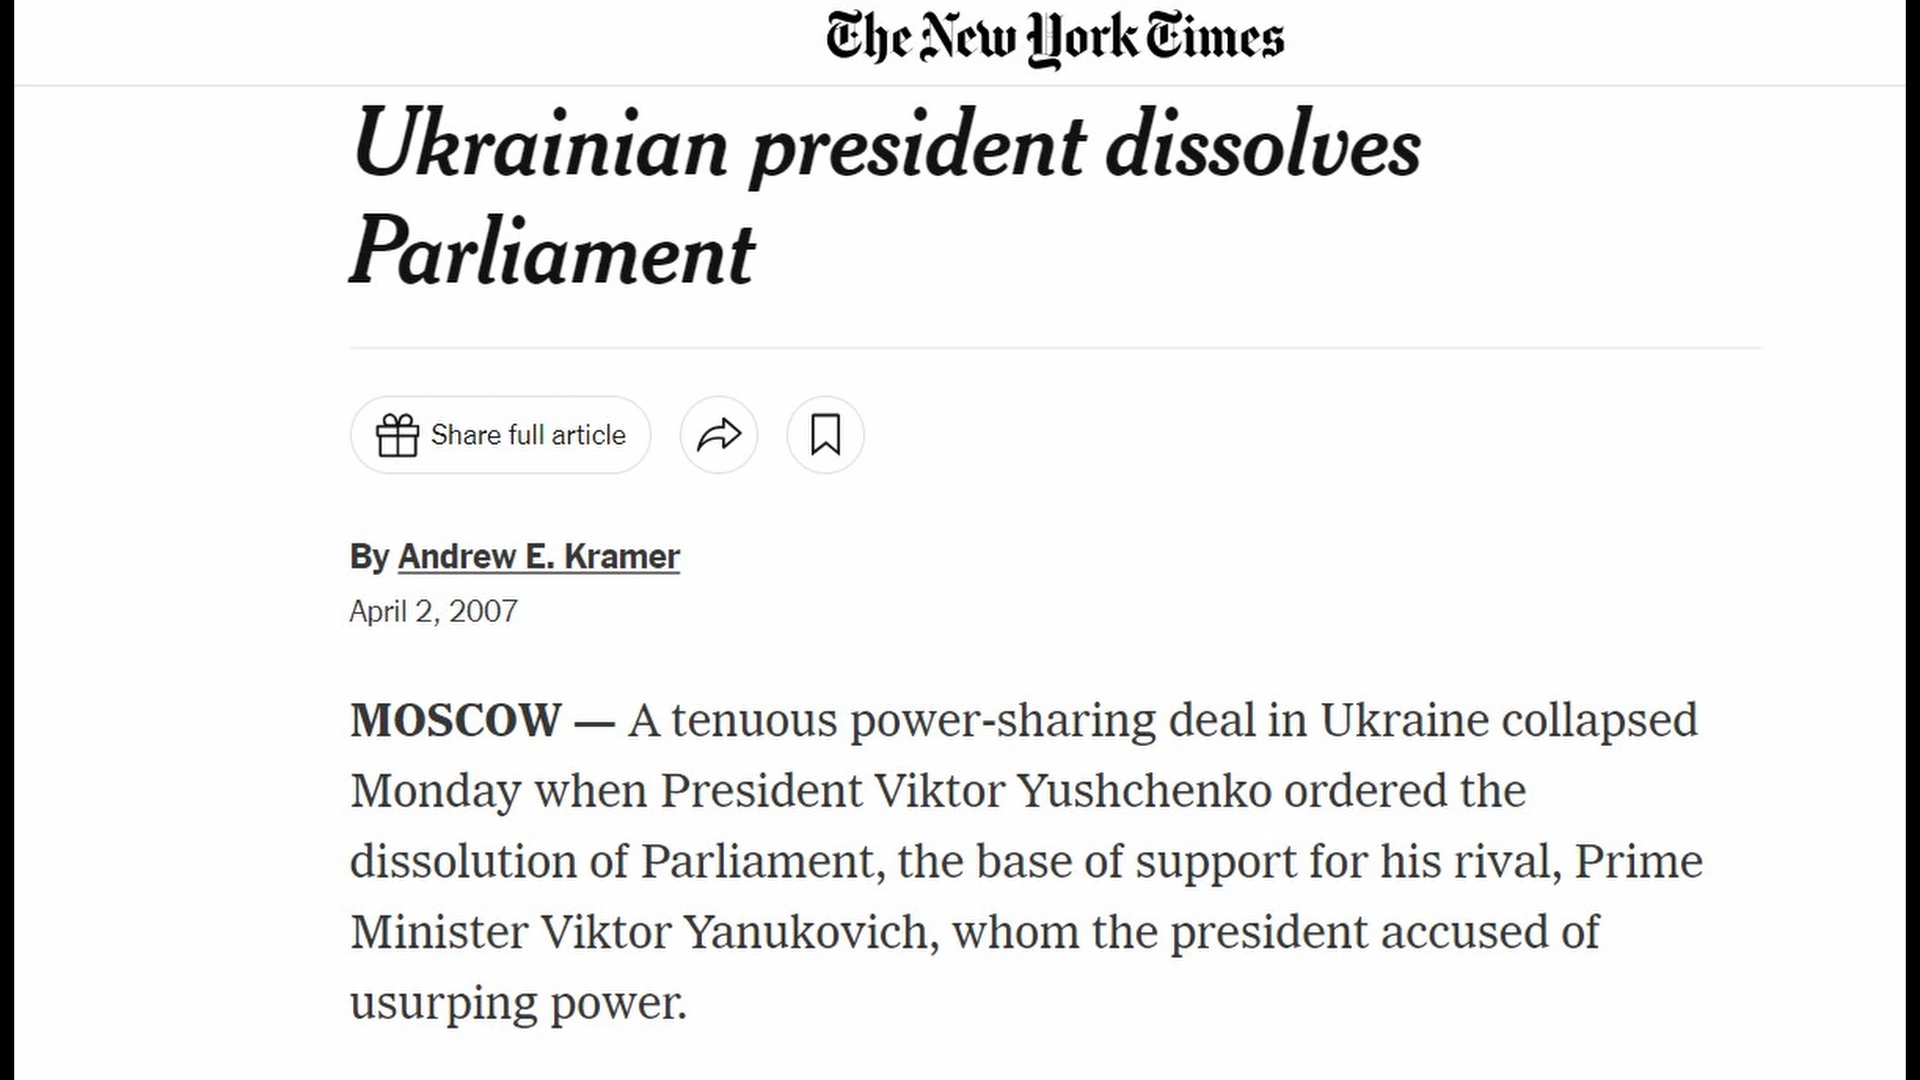 The New York Times
Ukrainian president dissolves
Parliament
Share full article
By Andrew E. Kramer
April 2, 2007
MOSCOW — A tenuous power-sharing deal in Ukraine collapsed
Monday when President Viktor Yushchenko ordered the
dissolution of Parliament, the base of support for his rival, Prime
Minister Viktor Yanukovich, whom the president accused of
usurping power.